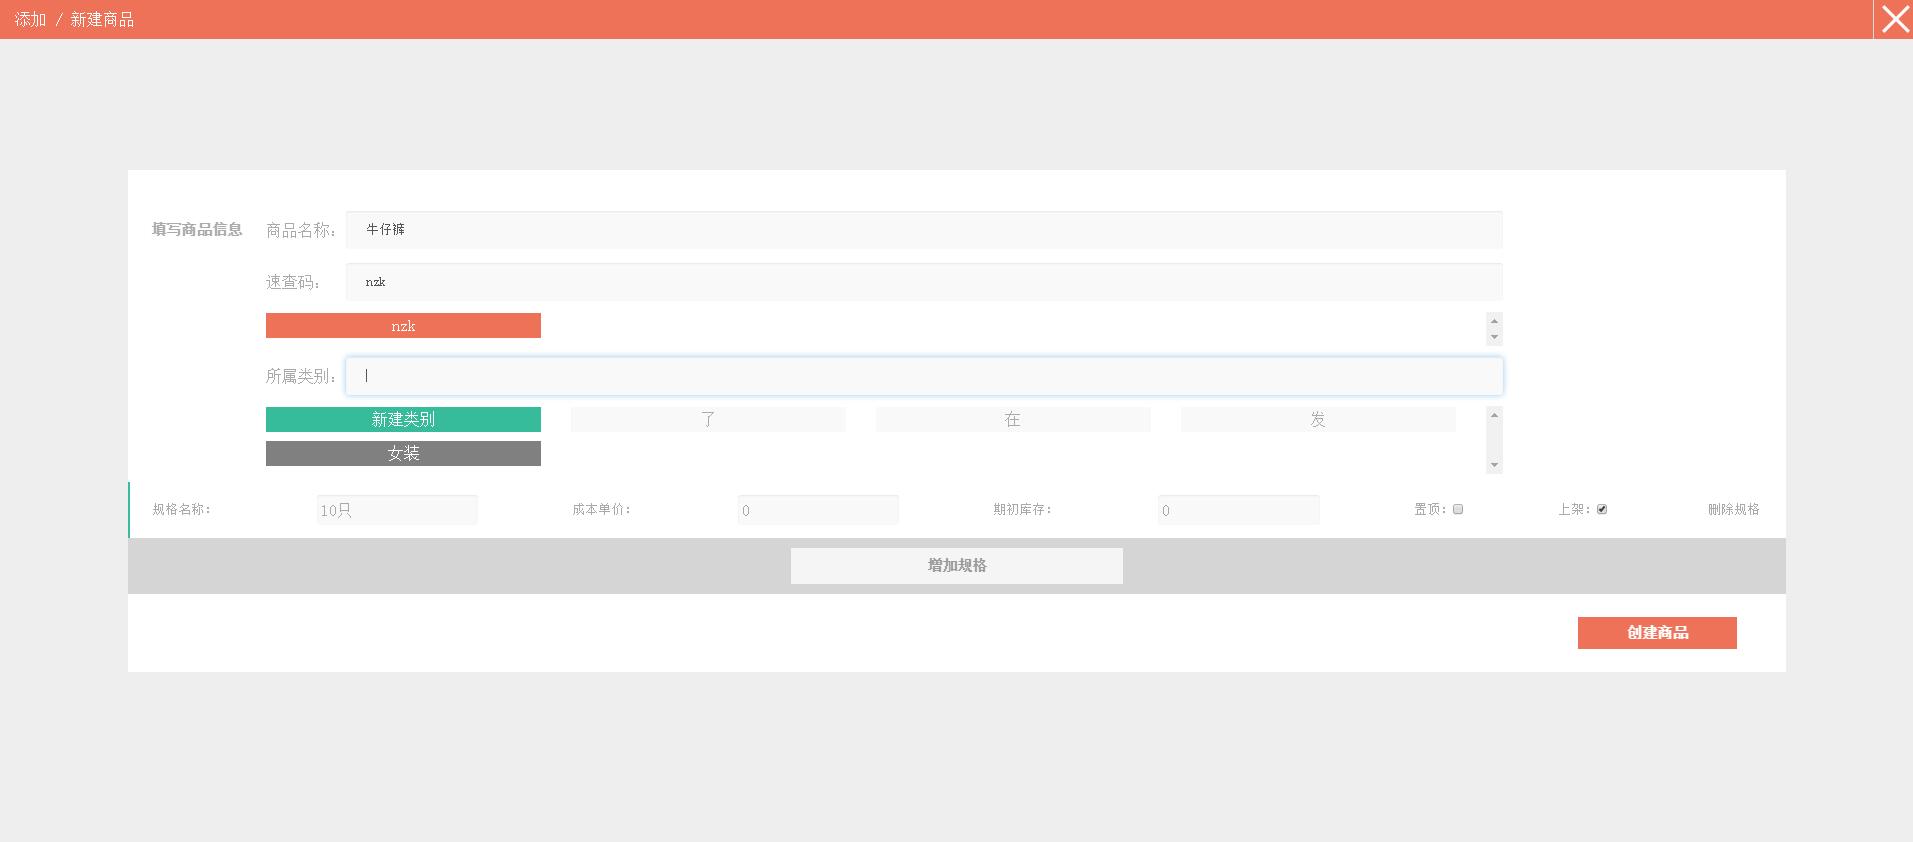 添加 / 新建商品
填写商品信息 商品名称: 牛仔裤
速查码: nzk
nzk
所属类别:
新建类别 了 在 发
女装
规格名称: 10只 成本单价: 0 期初库存: 0 置顶: 上架: 删除规格
增加规格
创建商品